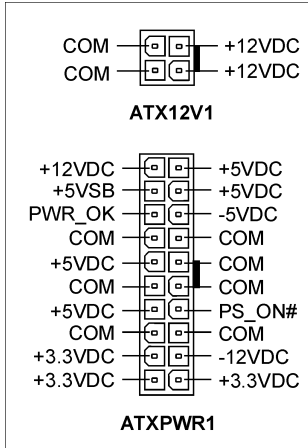 COM +12VDC
COM +12VDC
ATX12V1
+12VDC +5VDC
+5VSB +5VDC
PWR_OK -5VDC
COM COM
+5VDC COM
COM COM
+5VDC PS_ON#
COM COM
+3.3VDC -12VDC
+3.3VDC +3.3VDC
ATXPWR1